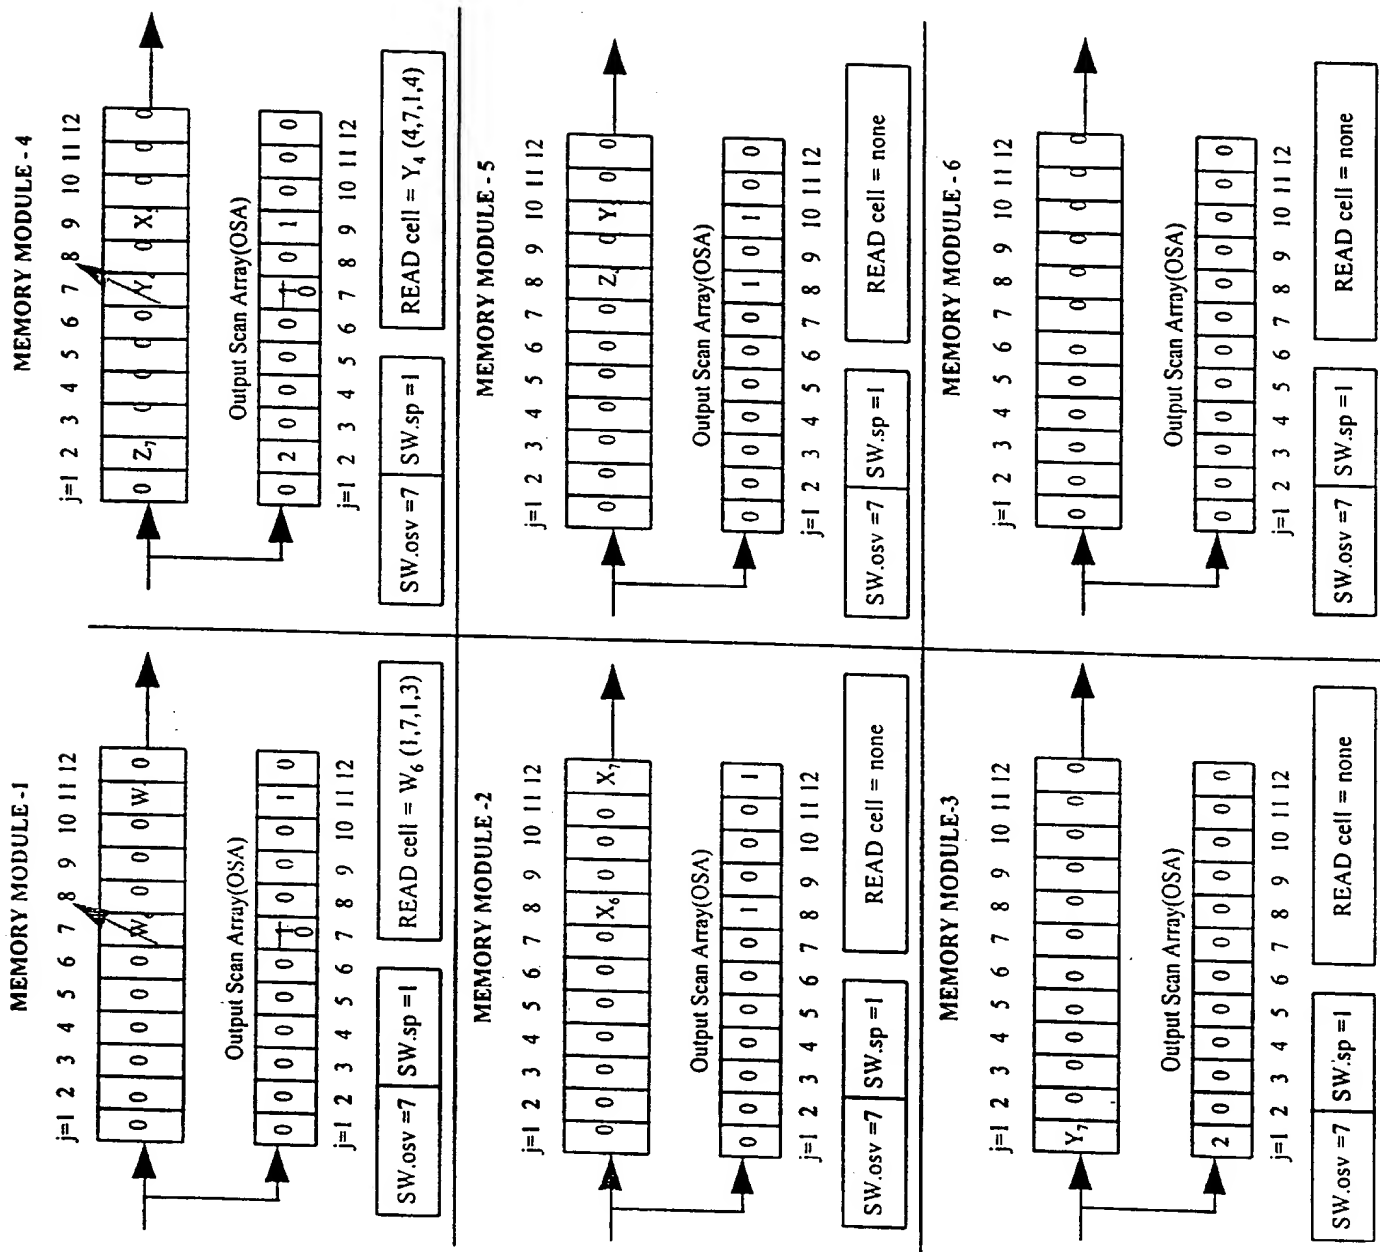 MEMORY MODULE -1
j=1 2 3 4 5 6 7 8 9 10 11 12
0 0 0 0 0 0 W 0 0 0 W 0
Output Scan Array(OSA)
0 0 0 0 0 0 1 0 0 0 0 1 0
j=1 2 3 4 5 6 7 8 9 10 11 12
SW.osv =7 SW.sp =1 READ cell = W₆ (1,7,1,3)
MEMORY MODULE - 4
j=1 2 3 4 5 6 7 8 9 10 11 12
0 Z₇ 0 0 0 0 Y 0 X 0 0 0
Output Scan Array(OSA)
0 2 0 0 0 0 1 0 0 1 0 0 0
j=1 2 3 4 5 6 7 8 9 10 11 12
SW.osv =7 SW.sp =1 READ cell = Y₄ (4,7,1,4)
MEMORY MODULE -2
j=1 2 3 4 5 6 7 8 9 10 11 12
0 0 0 0 0 0 0 X₆ 0 0 0 X₇
Output Scan Array(OSA)
0 0 0 0 0 0 0 1 0 0 0 1
j=1 2 3 4 5 6 7 8 9 10 11 12
SW.osv =7 SW.sp =1 READ cell = none
MEMORY MODULE - 5
j=1 2 3 4 5 6 7 8 9 10 11 12
0 0 0 0 0 0 0 Z 0 Y 0 0
Output Scan Array(OSA)
0 0 0 0 0 0 0 1 0 1 0 0
j=1 2 3 4 5 6 7 8 9 10 11 12
SW.osv =7 SW.sp =1 READ cell = none
MEMORY MODULE-3
j=1 2 3 4 5 6 7 8 9 10 11 12
Y₇ 0 0 0 0 0 0 0 0 0 0 0
Output Scan Array(OSA)
2 0 0 0 0 0 0 0 0 0 0 0
j=1 2 3 4 5 6 7 8 9 10 11 12
SW.osv =7 SW.sp =1 READ cell = none
MEMORY MODULE - 6
j=1 2 3 4 5 6 7 8 9 10 11 12
0 0 0 0 0 0 0 0 0 0 0 0
Output Scan Array(OSA)
0 0 0 0 0 0 0 0 0 0 0 0
j=1 2 3 4 5 6 7 8 9 10 11 12
SW.osv =7 SW.sp =1 READ cell = none